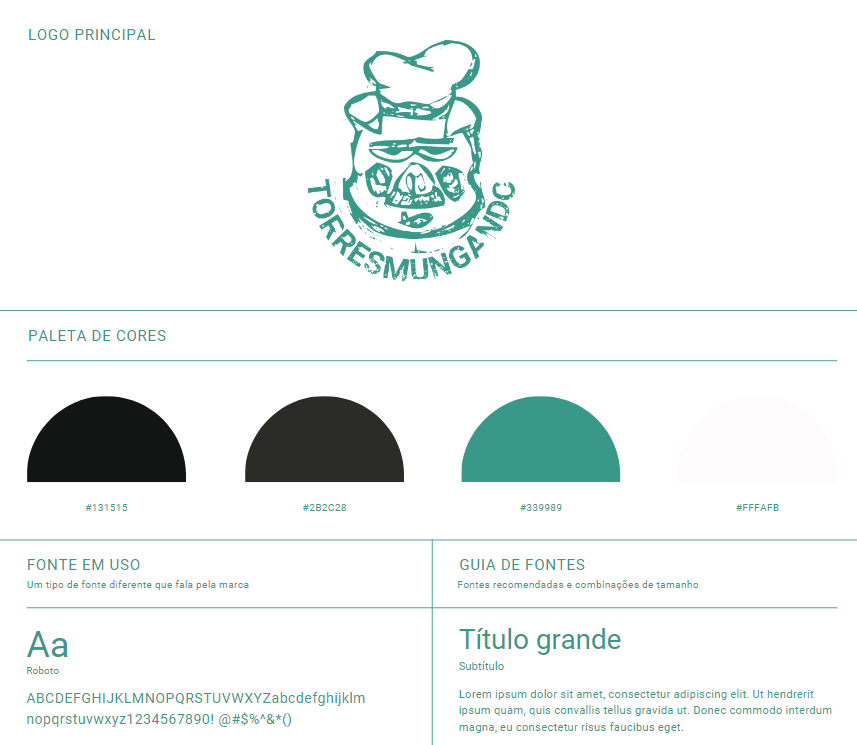 LOGO PRINCIPAL
TORRESMUNGANDO
PALETA DE CORES
#131515
#2B2C28
#339989
#FFFAFB
FONTE EM USO
Um tipo de fonte diferente que fala pela marca
GUIA DE FONTES
Fontes recomendadas e combinações de tamanho
Aa
Roboto
ABCDEFGHIJKLMNOPQRSTUVWXYZabcdefghijklm
nopqrstuvwxyz1234567890! @#$%^&*()
Título grande
Subtítulo
Lorem ipsum dolor sit amet, consectetur adipiscing elit. Ut hendrerit
ipsum quam, quis convallis tellus gravida ut. Donec commodo interdum
magna, eu consectetur risus faucibus eget.